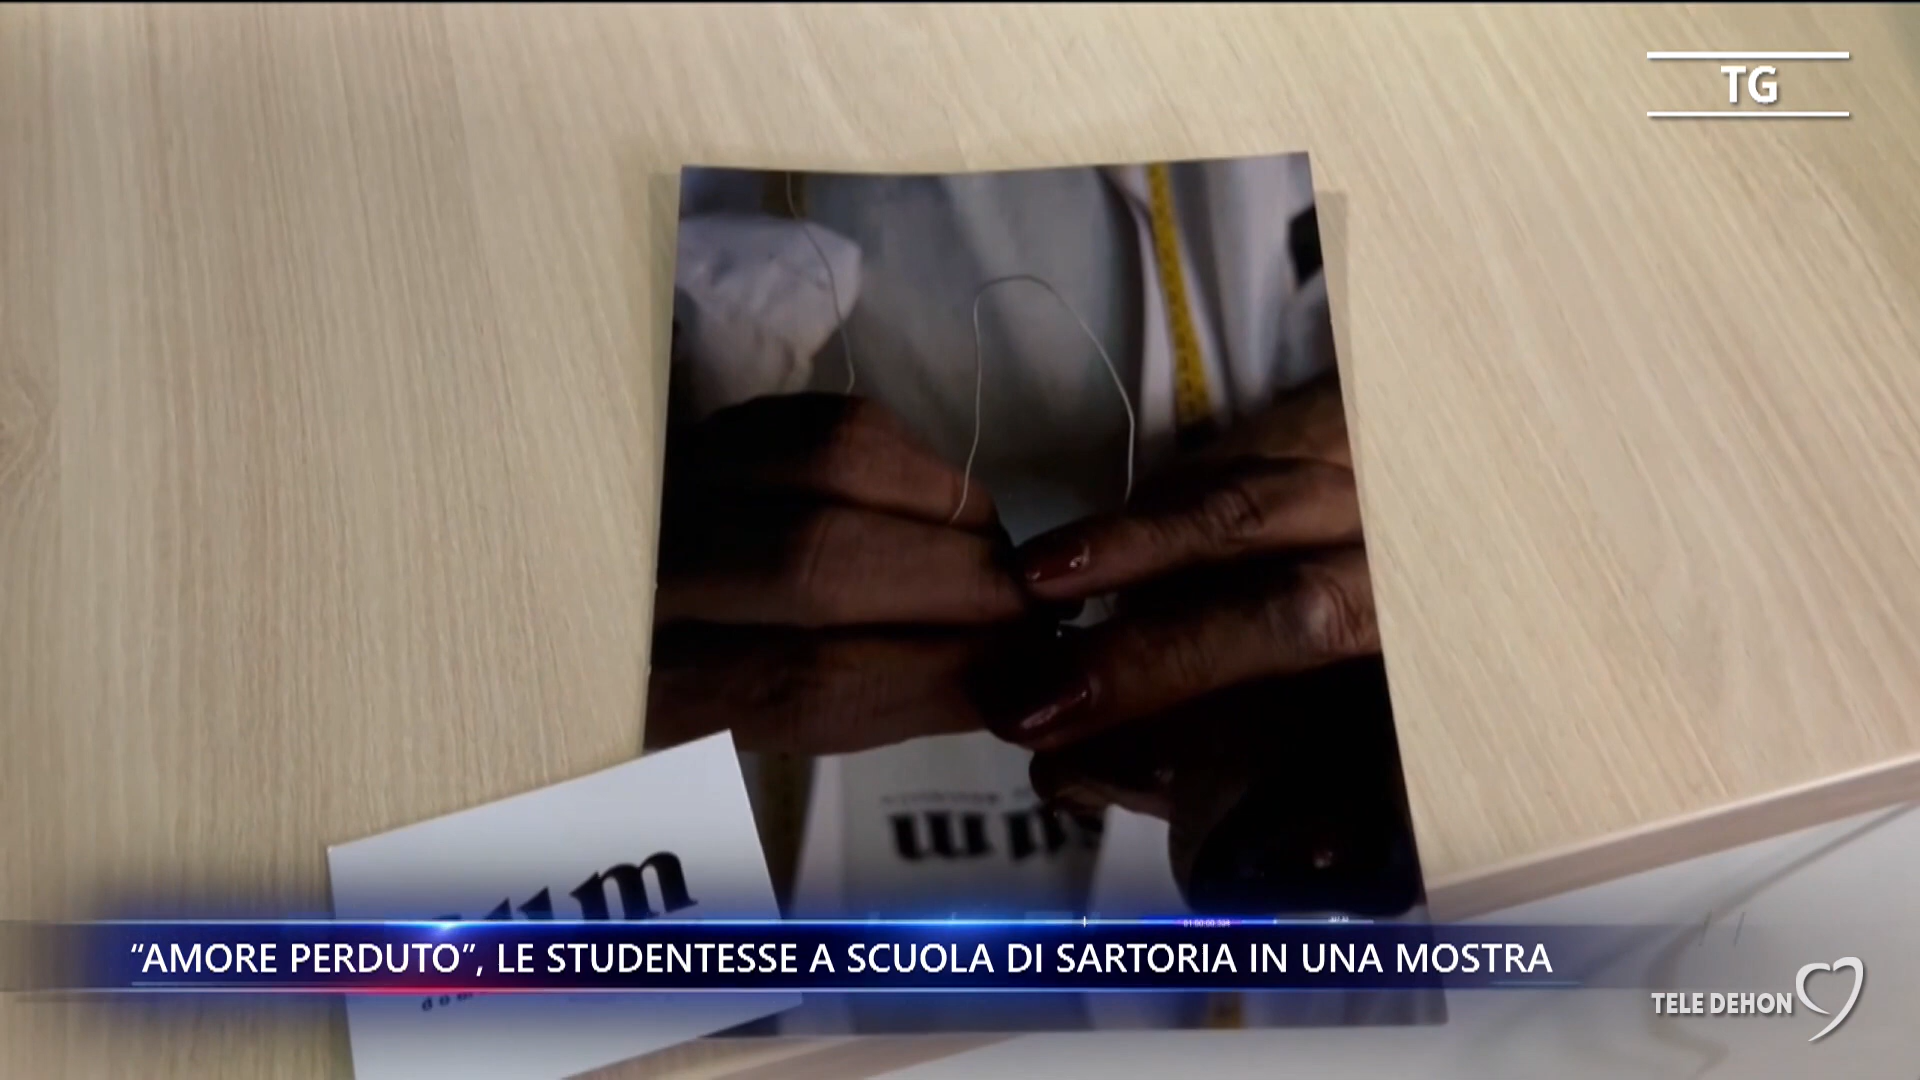 TG
“AMORE PERDUTO”, LE STUDENTESSE A SCUOLA DI SARTORIA IN UNA MOSTRA
TELE DEHON